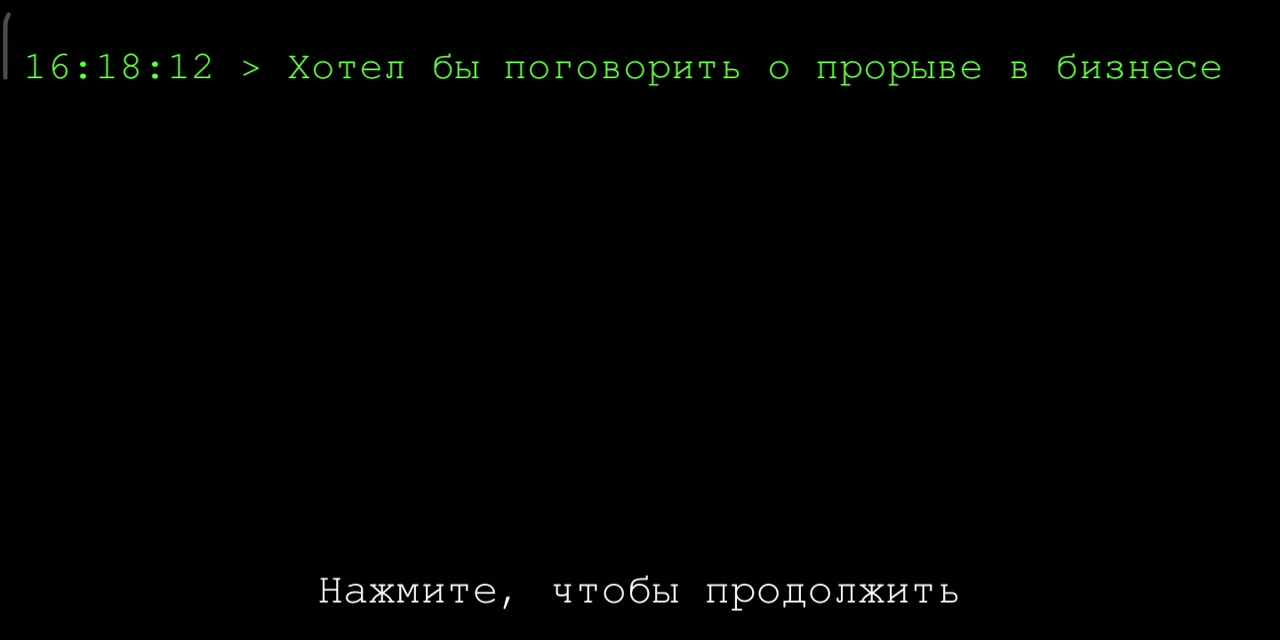 16:18:12 > Хотел бы поговорить о прорыве в бизнесе
Нажмите, чтобы продолжить